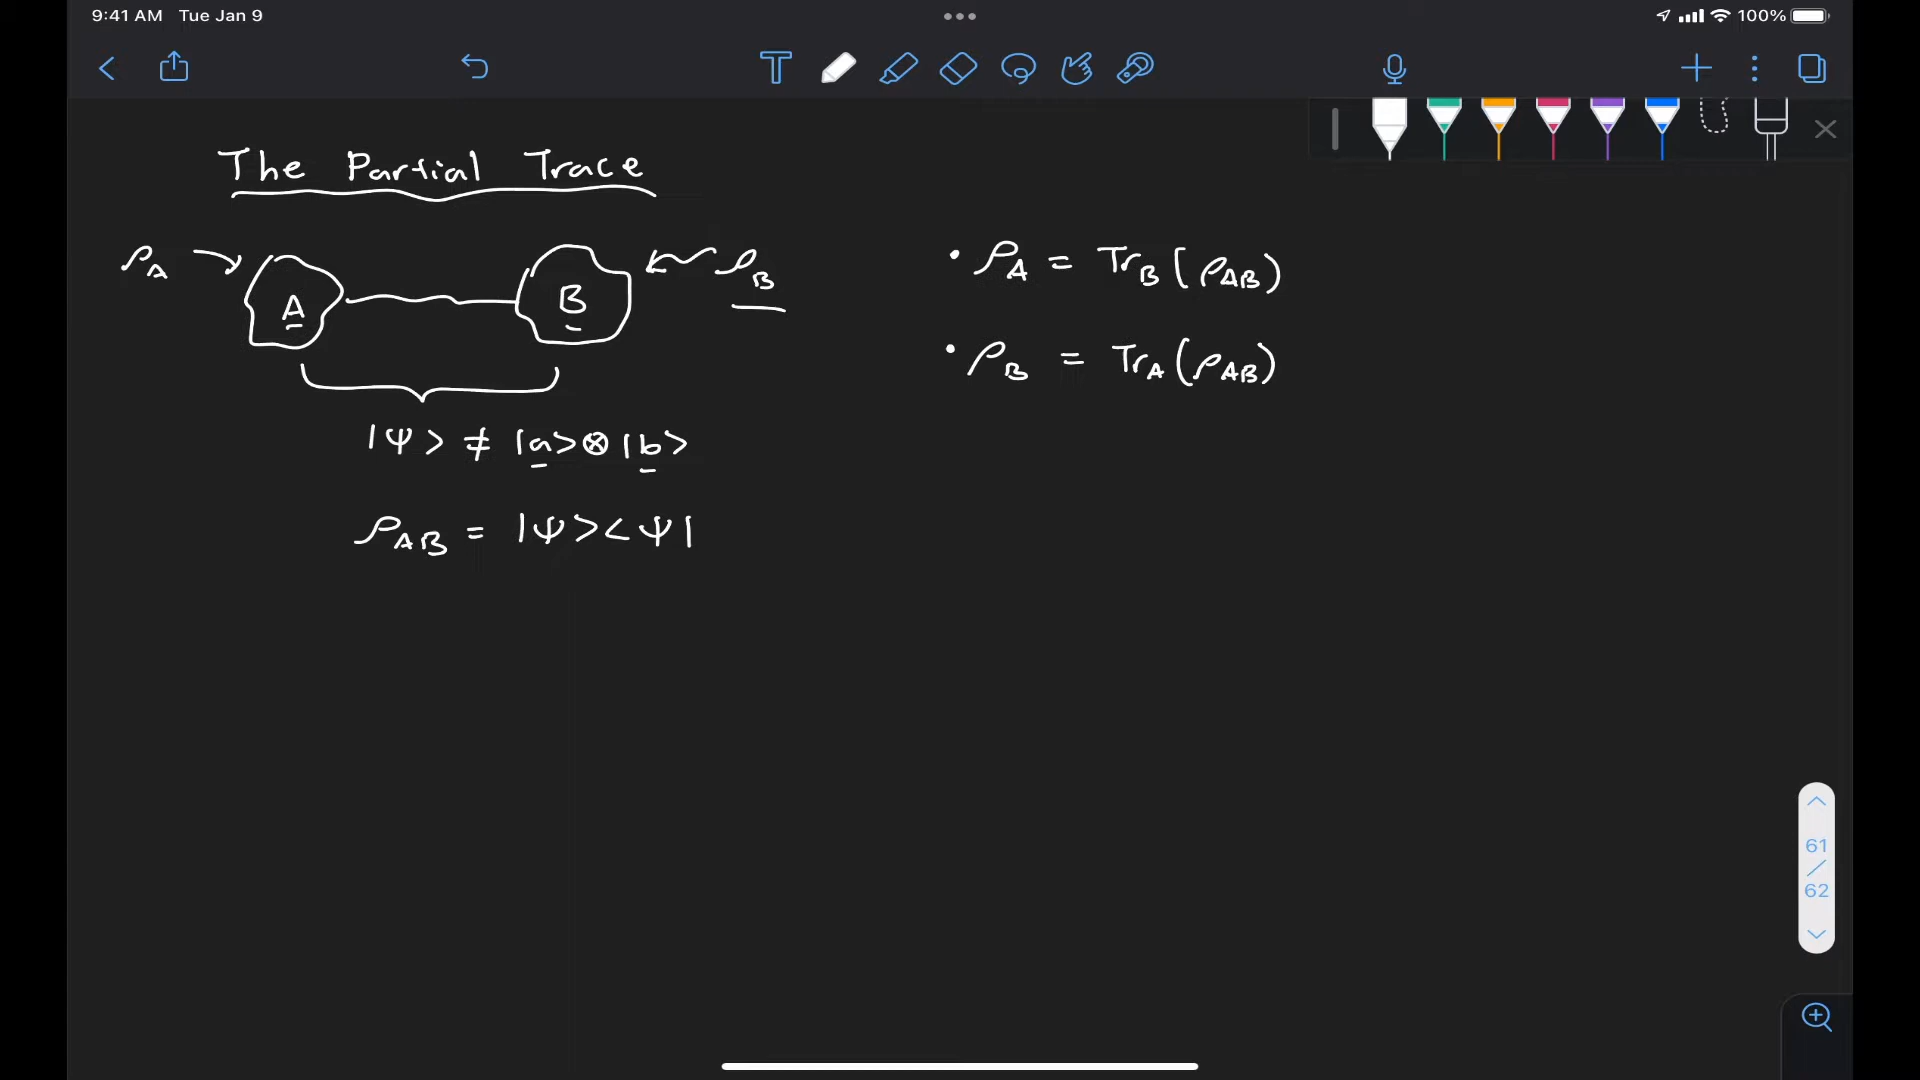 9:41 AM Tue Jan 9
100%
The Partial Trace
ρA
A
B
ρB
|ψ> ≠ |a>⊗|b>
ρAB = |ψ><ψ|
• ρA = TrB(ρAB)
• ρB = TrA(ρAB)
61
/
62